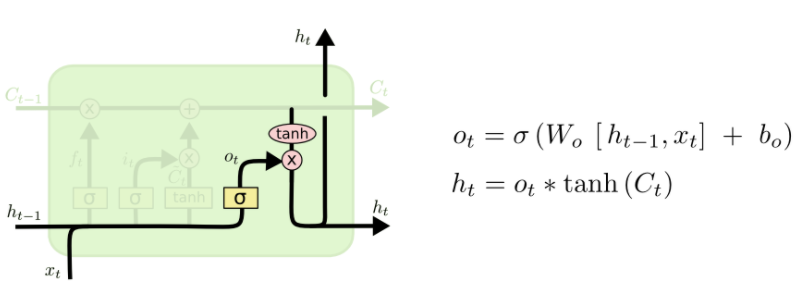 h_t
C_{t-1}
C_t
x
+
tanh
f_t
i_t
C̃_t
x
o_t
x
σ
σ
tanh
σ
h_{t-1}
h_t
x_t
o_t = σ (W_o [h_{t-1}, x_t] + b_o)
h_t = o_t * tanh (C_t)